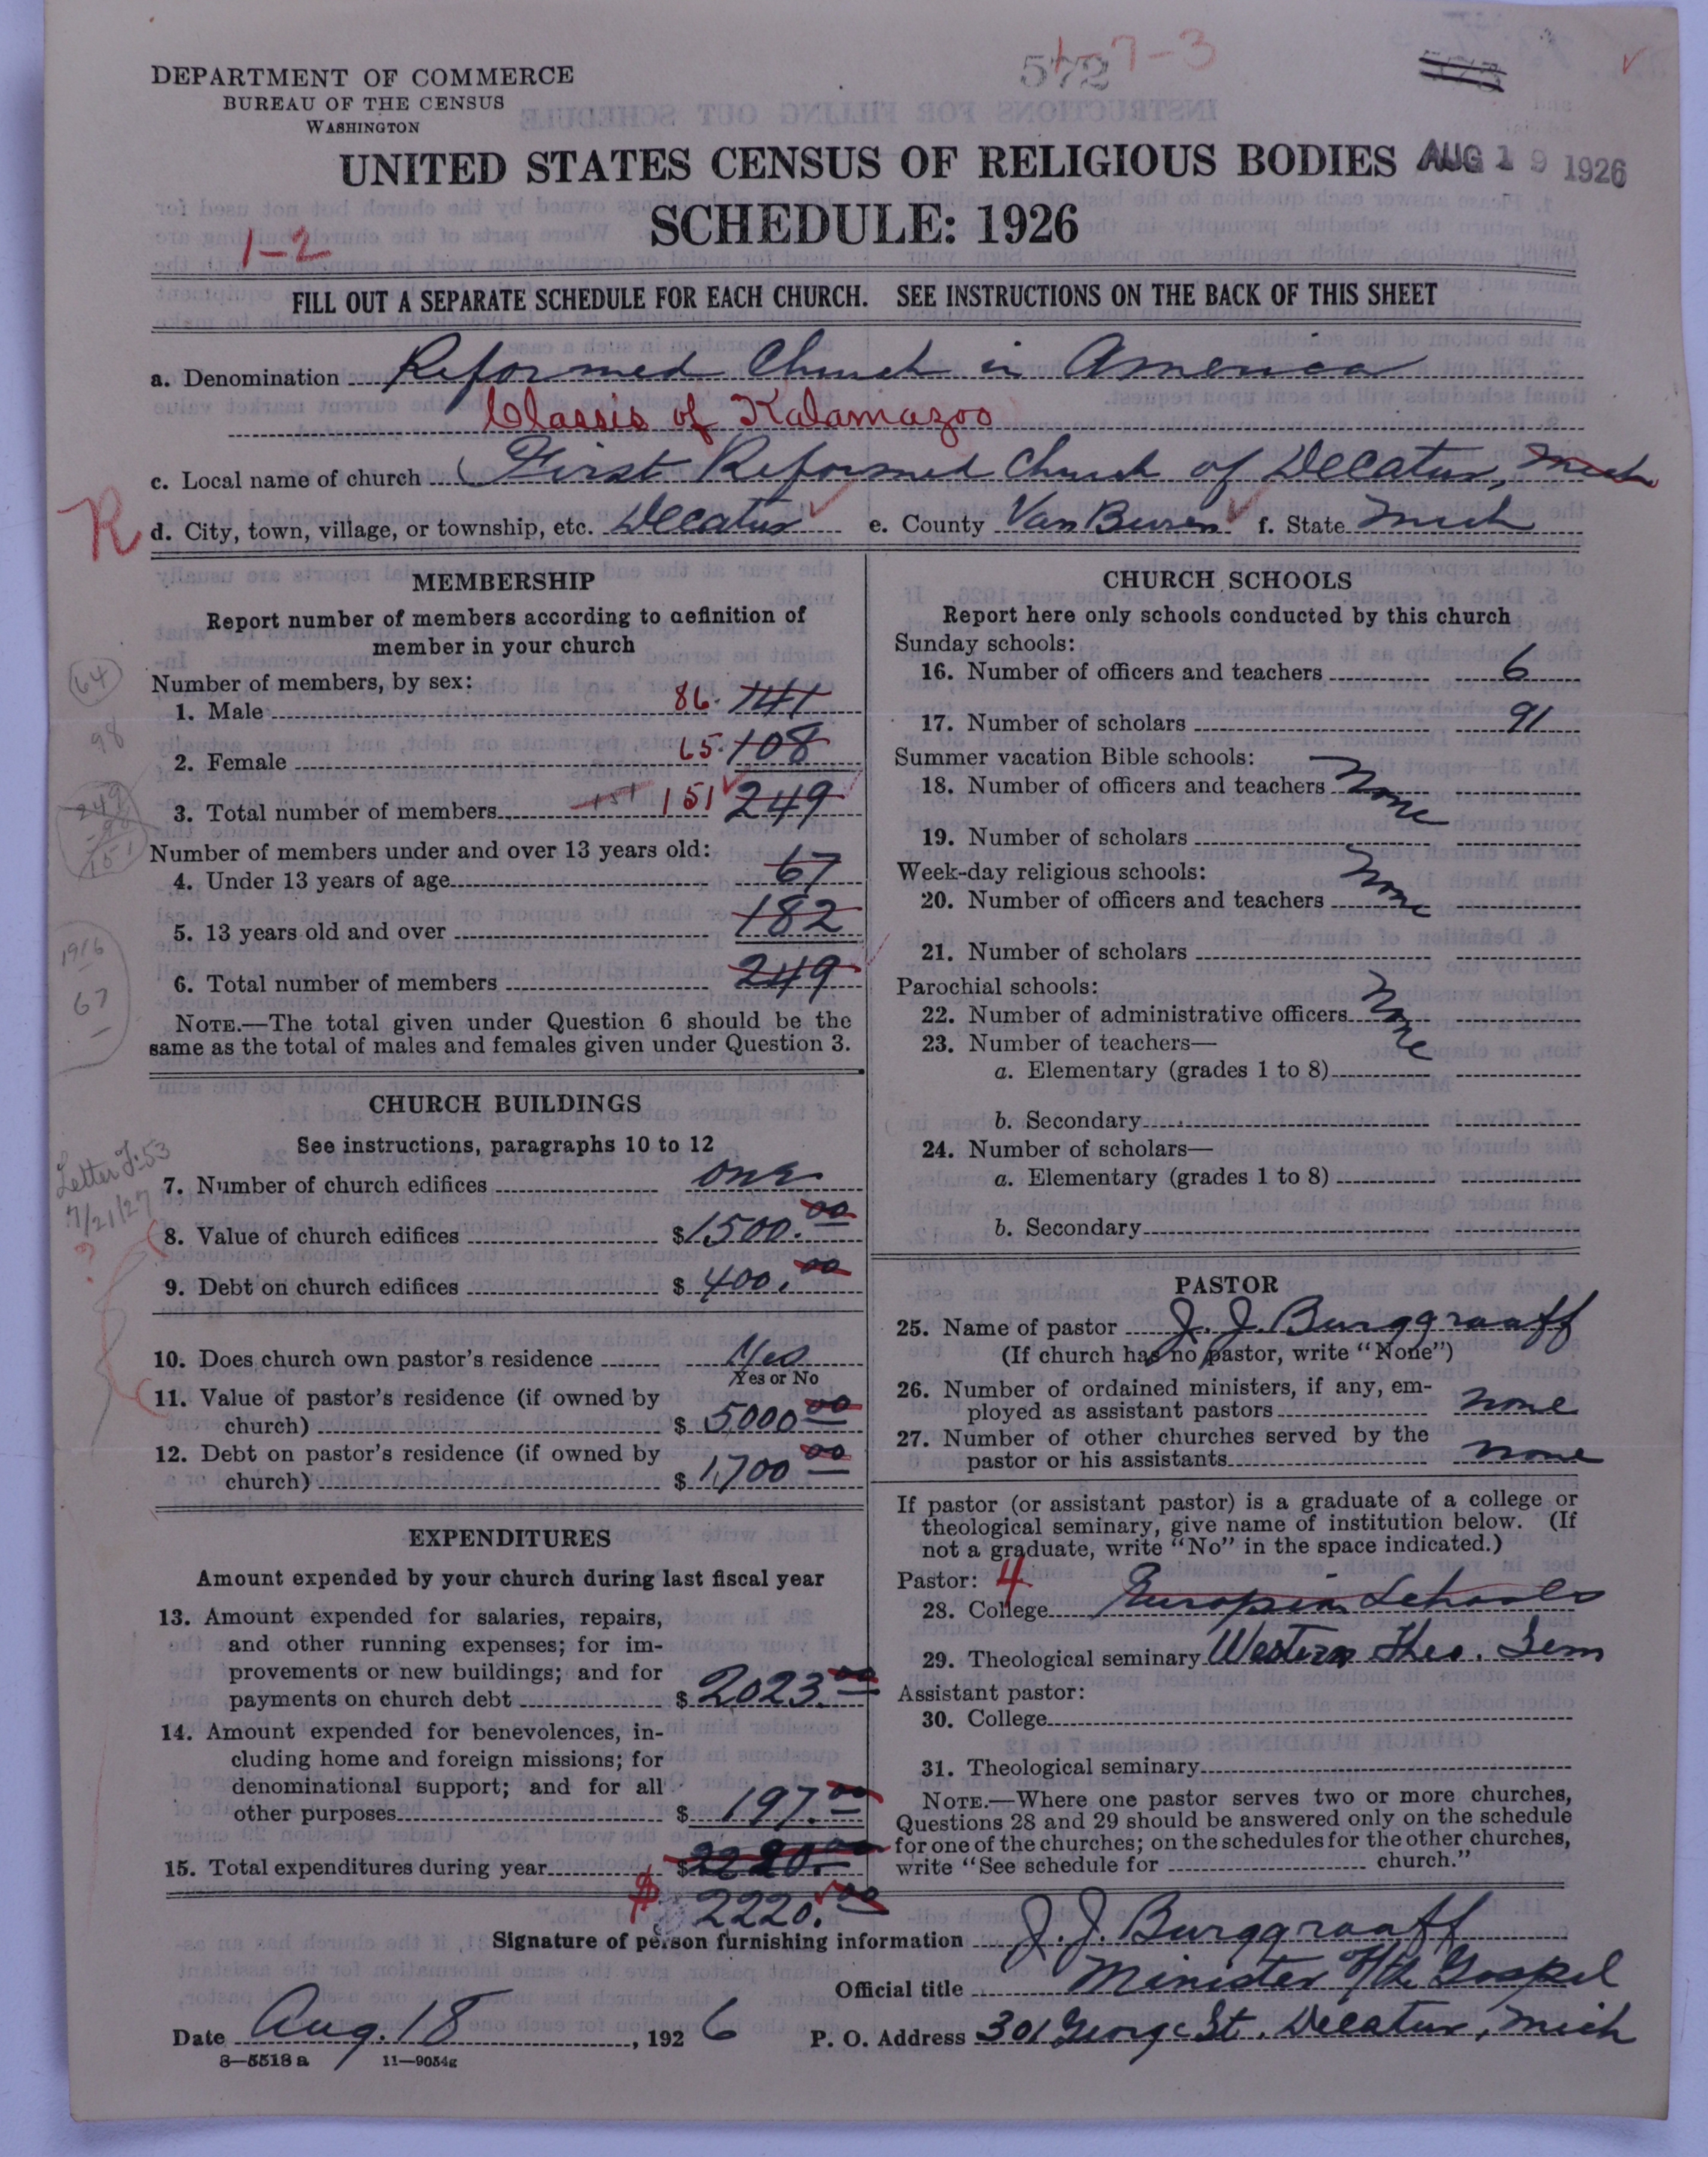 572 7-3
DEPARTMENT OF COMMERCE
BUREAU OF THE CENSUS
WASHINGTON
UNITED STATES CENSUS OF RELIGIOUS BODIES AUG 19 1926
SCHEDULE: 1926
1-2
FILL OUT A SEPARATE SCHEDULE FOR EACH CHURCH. SEE INSTRUCTIONS ON THE BACK OF THIS SHEET
a. Denomination Reformed Church in America
Classis of Kalamazoo
c. Local name of church First Reformed Church of Decatur, Mich
R
d. City, town, village, or township, etc. Decatur e. County Van Buren f. State Mich
MEMBERSHIP
Report number of members according to definition of
member in your church
Number of members, by sex:
64
1. Male 86. 141
98
2. Female 65. 108
3. Total number of members 151 151 249
249
98
151
Number of members under and over 13 years old:
4. Under 13 years of age 67
5. 13 years old and over 182
1916
67
6. Total number of members 249
NOTE.—The total given under Question 6 should be the
same as the total of males and females given under Question 3.
CHURCH BUILDINGS
See instructions, paragraphs 10 to 12
Letter F:53
7/21/27
?
7. Number of church edifices one
8. Value of church edifices $1500.00
9. Debt on church edifices $ 400.00
10. Does church own pastor's residence Yes
Yes or No
11. Value of pastor's residence (if owned by
church) $ 5000 00
12. Debt on pastor's residence (if owned by
church) $ 1,700 00
EXPENDITURES
Amount expended by your church during last fiscal year
13. Amount expended for salaries, repairs,
and other running expenses; for im-
provements or new buildings; and for
payments on church debt $ 2023.00
14. Amount expended for benevolences, in-
cluding home and foreign missions; for
denominational support; and for all
other purposes $ 197.00
15. Total expenditures during year $2220.00
$ 2220.00
CHURCH SCHOOLS
Report here only schools conducted by this church
Sunday schools:
16. Number of officers and teachers 6
17. Number of scholars 91
Summer vacation Bible schools:
18. Number of officers and teachers None
19. Number of scholars
Week-day religious schools:
20. Number of officers and teachers None
21. Number of scholars
Parochial schools:
22. Number of administrative officers None
23. Number of teachers—
a. Elementary (grades 1 to 8)
b. Secondary
24. Number of scholars—
a. Elementary (grades 1 to 8)
b. Secondary
PASTOR
25. Name of pastor J. J. Burggraaff
(If church has no pastor, write "None")
26. Number of ordained ministers, if any, em-
ployed as assistant pastors none
27. Number of other churches served by the
pastor or his assistants none
If pastor (or assistant pastor) is a graduate of a college or
theological seminary, give name of institution below. (If
not a graduate, write "No" in the space indicated.)
Pastor: 4
28. College Europian Schools
29. Theological seminary Western Theo. Sem
Assistant pastor:
30. College
31. Theological seminary
NOTE.—Where one pastor serves two or more churches,
Questions 28 and 29 should be answered only on the schedule
for one of the churches; on the schedules for the other churches,
write "See schedule for church."
Signature of person furnishing information J. J. Burggraaff
Official title Minister of the Gospel
Date Aug. 18, 1926 P. O. Address 301 George St. Decatur, Mich
8—5518 a 11—9054g